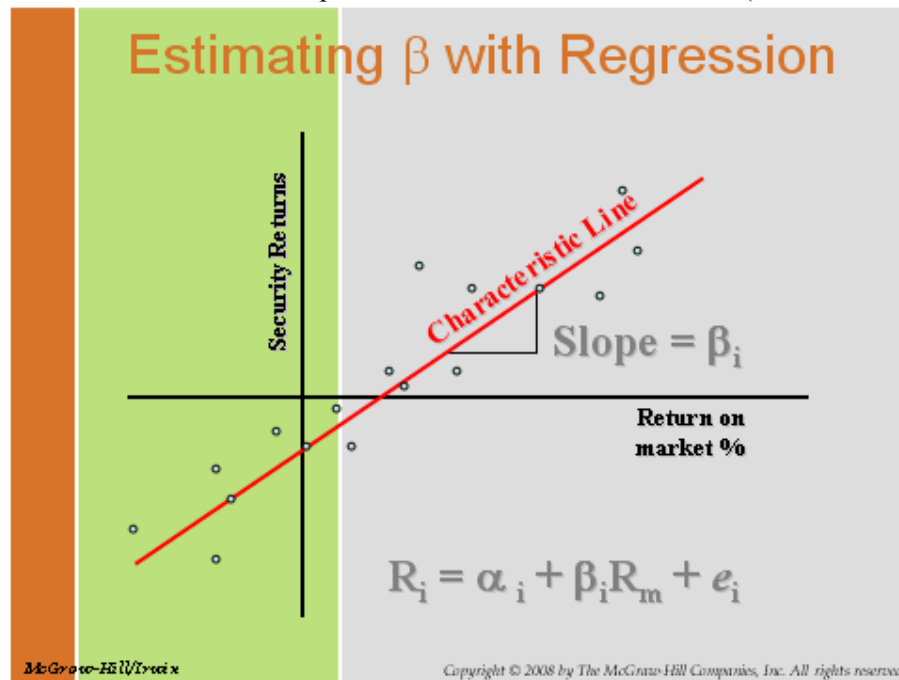 Estimating β with Regression
Security Returns
Characteristic Line
Slope = βi
Return on
market %
Ri = α i + βiRm + ei
McGraw-Hill/Irwin
Copyright © 2008 by The McGraw-Hill Companies, Inc. All rights reserve